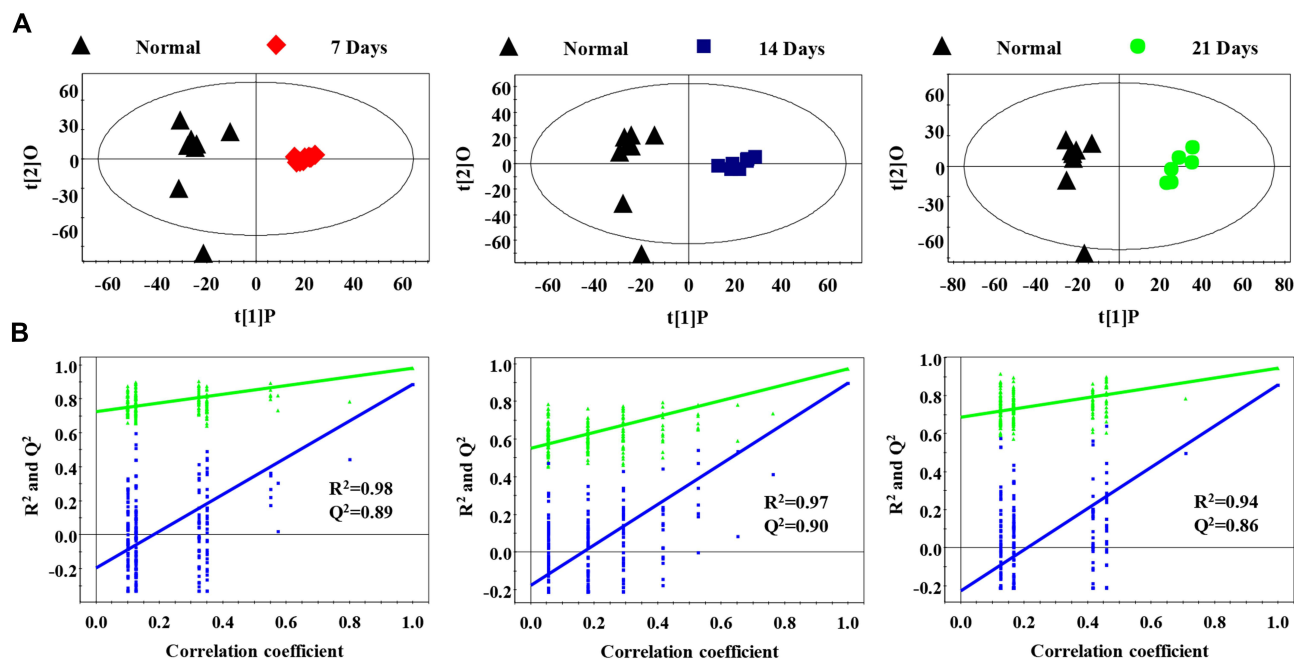 A
Normal 7 Days
Normal 14 Days
Normal 21 Days
t[2]O
60
30
0
-30
-60
-60 -40 -20 0 20 40 60
t[1]P
t[2]O
60
40
20
0
-20
-40
-60
-60 -40 -20 0 20 40 60
t[1]P
t[2]O
60
30
0
-30
-60
-80 -60 -40 -20 0 20 40 60 80
t[1]P
B
R² and Q²
1.0
0.8
0.6
0.4
0.2
0.0
-0.2
R²=0.98
Q²=0.89
0.0 0.2 0.4 0.6 0.8 1.0
Correlation coefficient
R² and Q²
1.0
0.8
0.6
0.4
0.2
0.0
-0.2
R²=0.97
Q²=0.90
0.0 0.2 0.4 0.6 0.8 1.0
Correlation coefficient
R² and Q²
1.0
0.8
0.6
0.4
0.2
0.0
-0.2
R²=0.94
Q²=0.86
0.0 0.2 0.4 0.6 0.8 1.0
Correlation coefficient